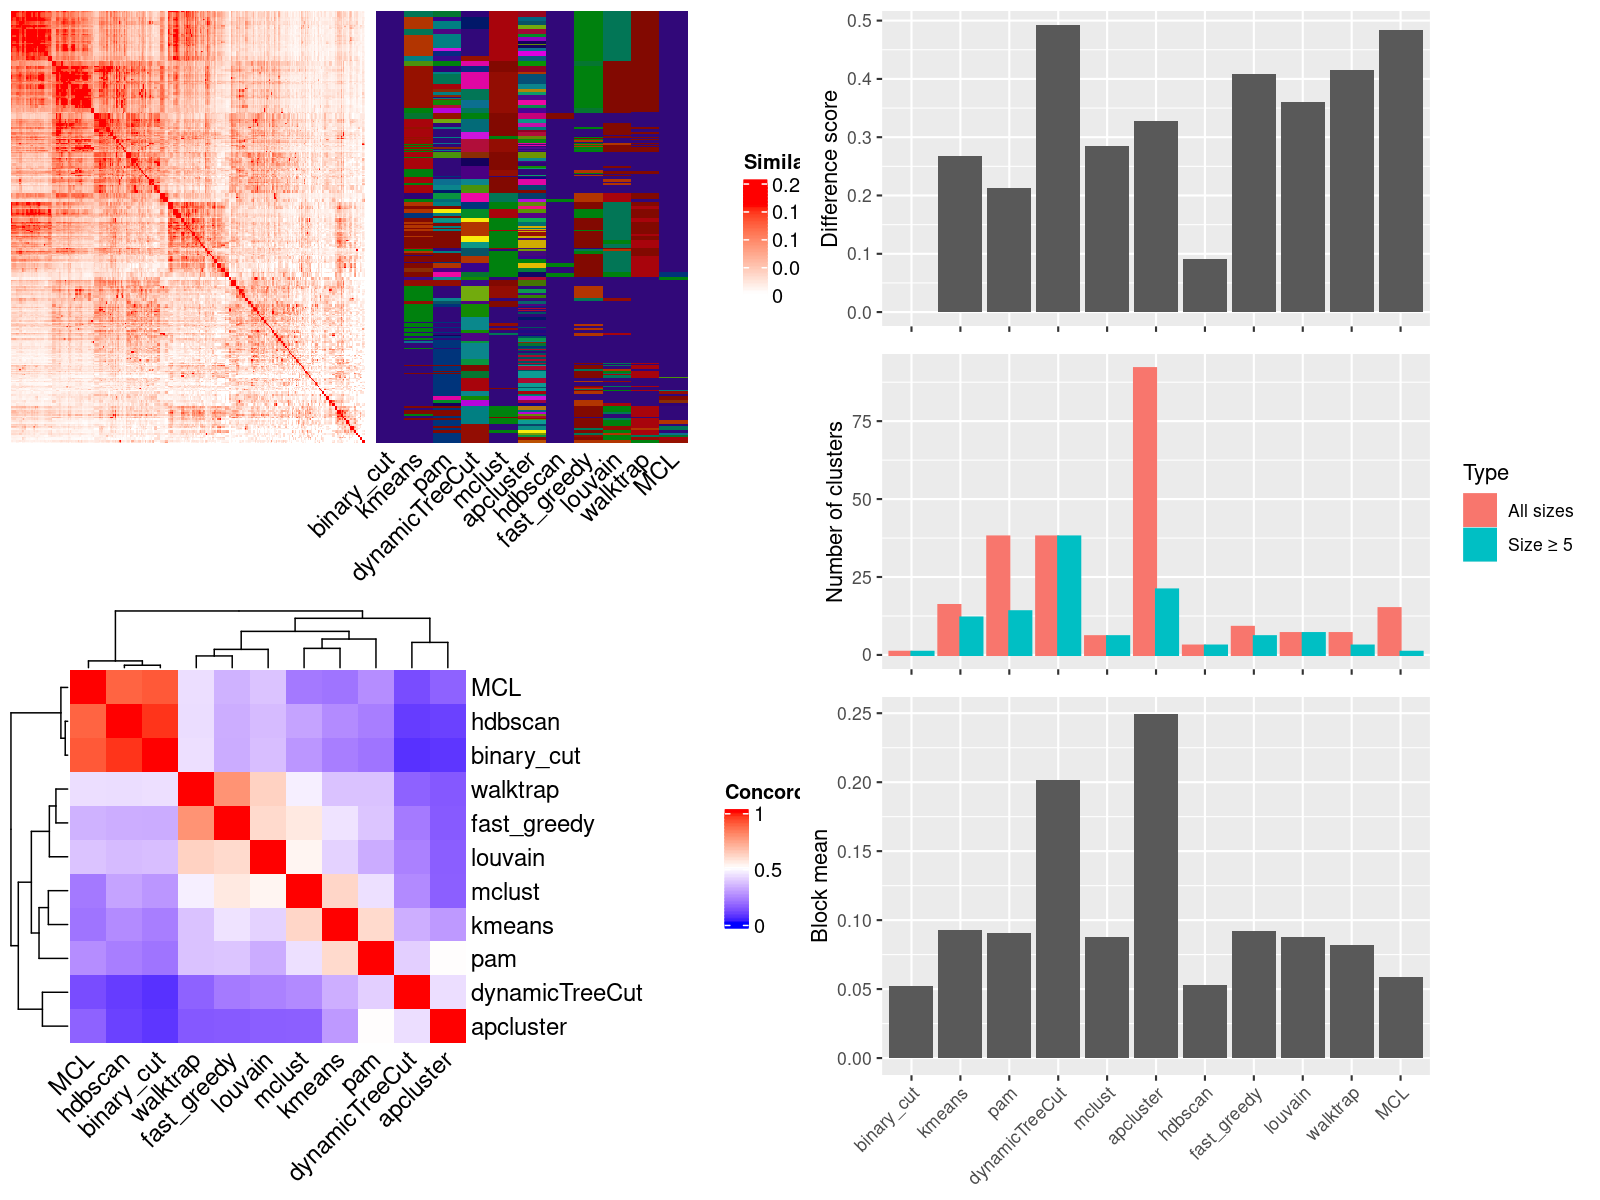 Simila
0.2
0.1
0.1
0.0
0
binary_cut
kmeans
pam
dynamicTreeCut
mclust
apcluster
hdbscan
fast_greedy
louvain
walktrap
MCL
Difference score
0.5
0.4
0.3
0.2
0.1
0.0
Number of clusters
75
50
25
0
Type
All sizes
Size ≥ 5
MCL
hdbscan
binary_cut
walktrap
fast_greedy
louvain
mclust
kmeans
pam
dynamicTreeCut
apcluster
MCL
hdbscan
binary_cut
walktrap
fast_greedy
louvain
mclust
kmeans
pam
dynamicTreeCut
apcluster
Concord
1
0.5
0
Block mean
0.25
0.20
0.15
0.10
0.05
0.00
binary_cut
kmeans
pam
dynamicTreeCut
mclust
apcluster
hdbscan
fast_greedy
louvain
walktrap
MCL